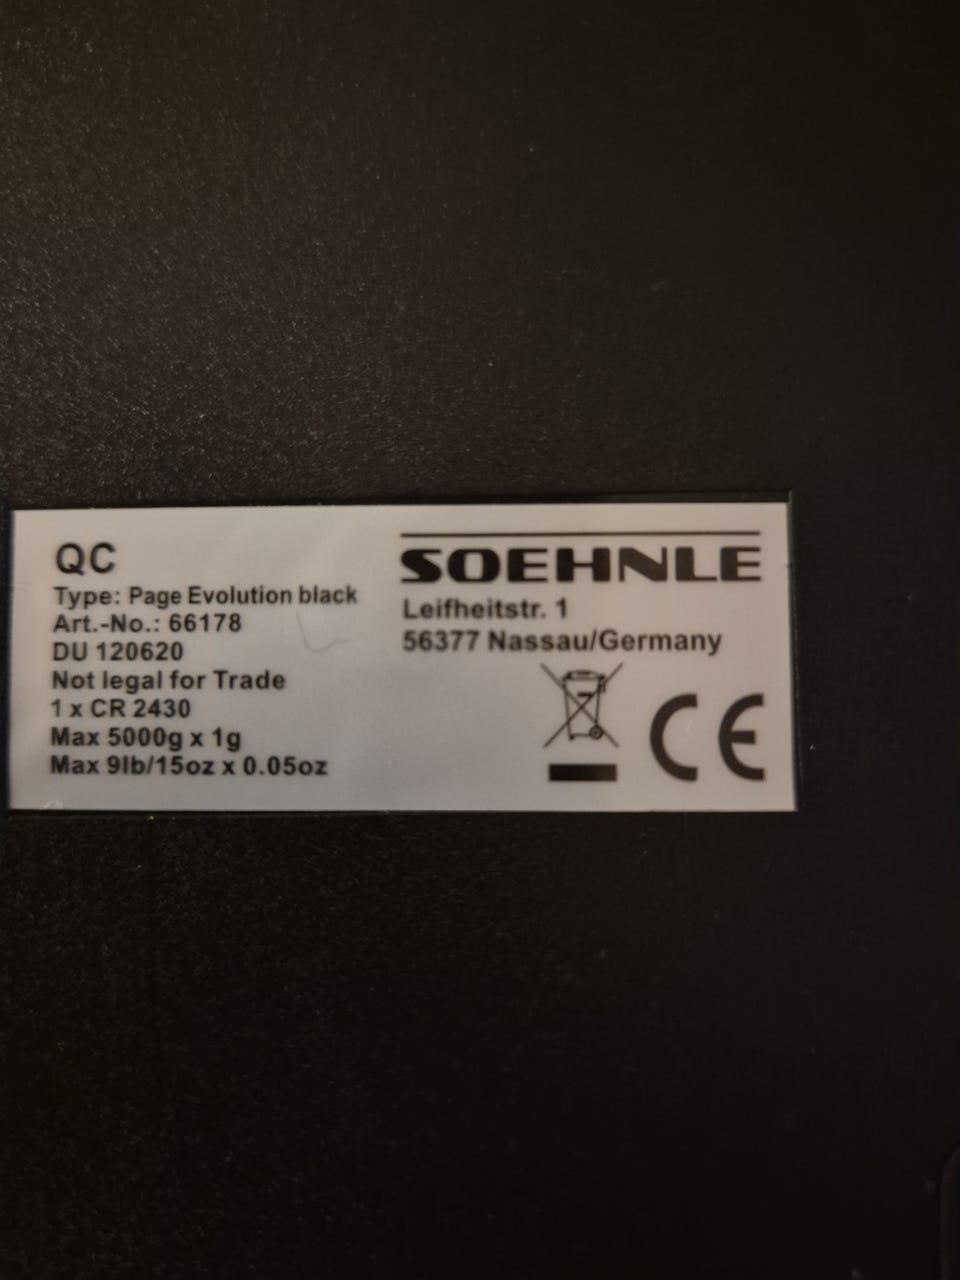 QC
Type: Page Evolution black
Art.-No.: 66178
DU 120620
Not legal for Trade
1 x CR 2430
Max 5000g x 1g
Max 9lb/15oz x 0.05oz
SOEHNLE
Leifheitstr. 1
56377 Nassau/Germany
CE